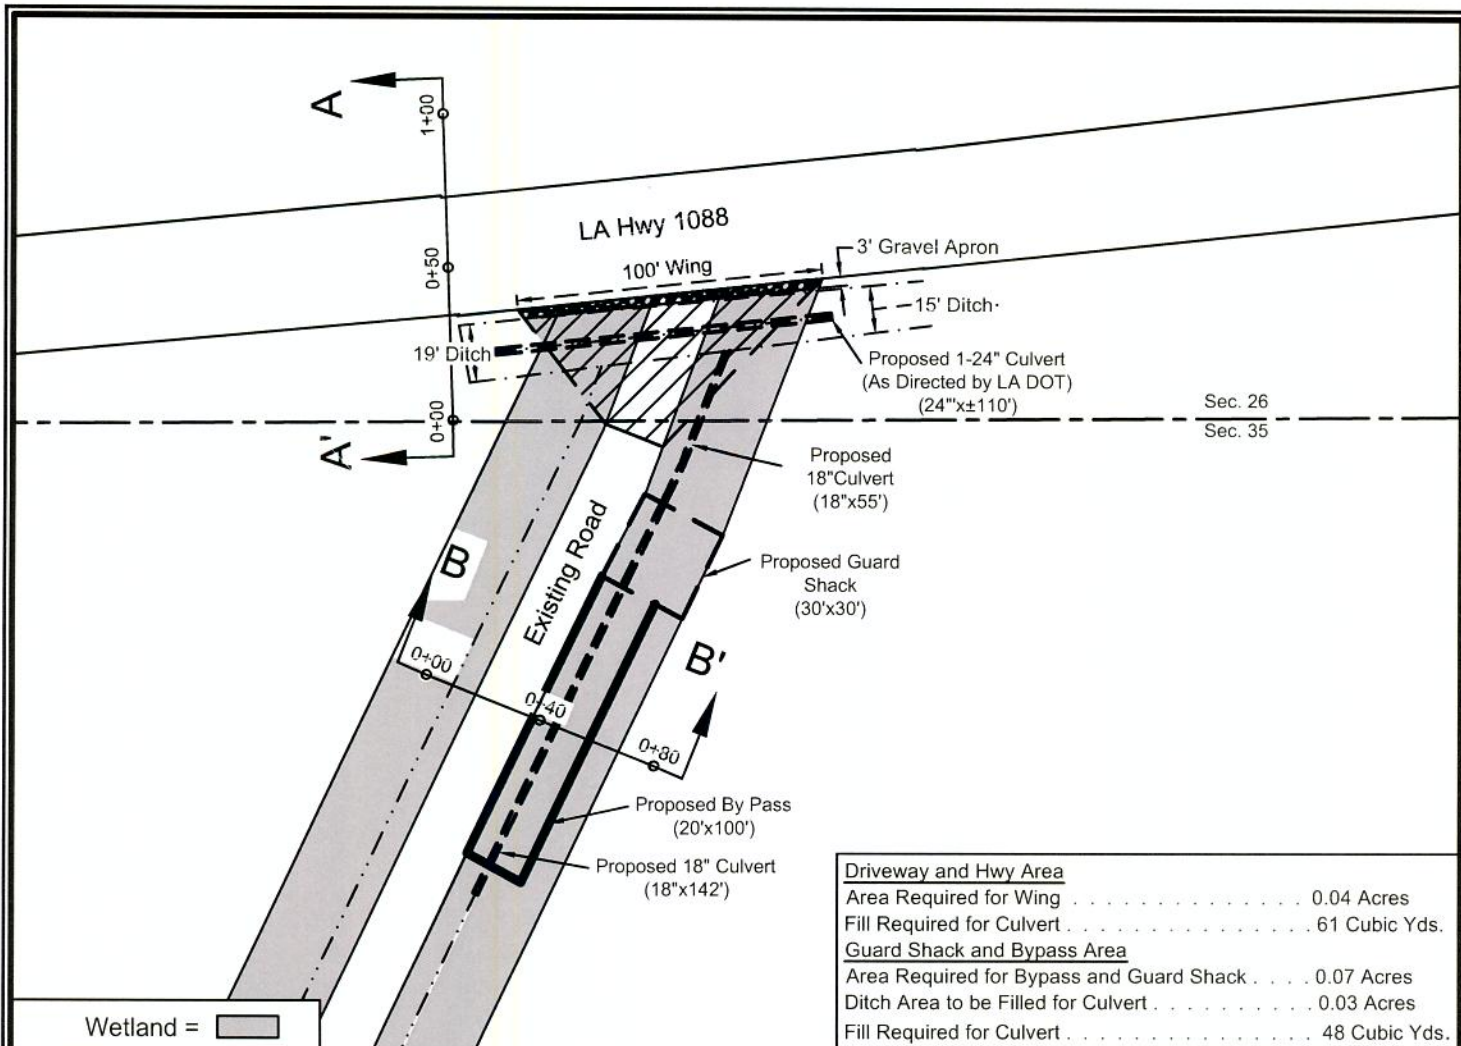 A
1+00
LA Hwy 1088
0+50
100' Wing
3' Gravel Apron
15' Ditch
19' Ditch
Proposed 1-24" Culvert
(As Directed by LA DOT)
(24"'x±110')
0+00
Sec. 26
Sec. 35
A'
Proposed
18"Culvert
(18"x55')
Existing Road
B
Proposed Guard
Shack
(30'x30')
0+00
B'
0+40
0+80
Proposed By Pass
(20'x100')
Proposed 18" Culvert
(18"x142')
Driveway and Hwy Area
Area Required for Wing . . . . . . . . . . . . . . . 0.04 Acres
Fill Required for Culvert . . . . . . . . . . . . . . . . 61 Cubic Yds.
Guard Shack and Bypass Area
Area Required for Bypass and Guard Shack . . . . 0.07 Acres
Ditch Area to be Filled for Culvert . . . . . . . . . . 0.03 Acres
Fill Required for Culvert . . . . . . . . . . . . . . . . 48 Cubic Yds.
Wetland =